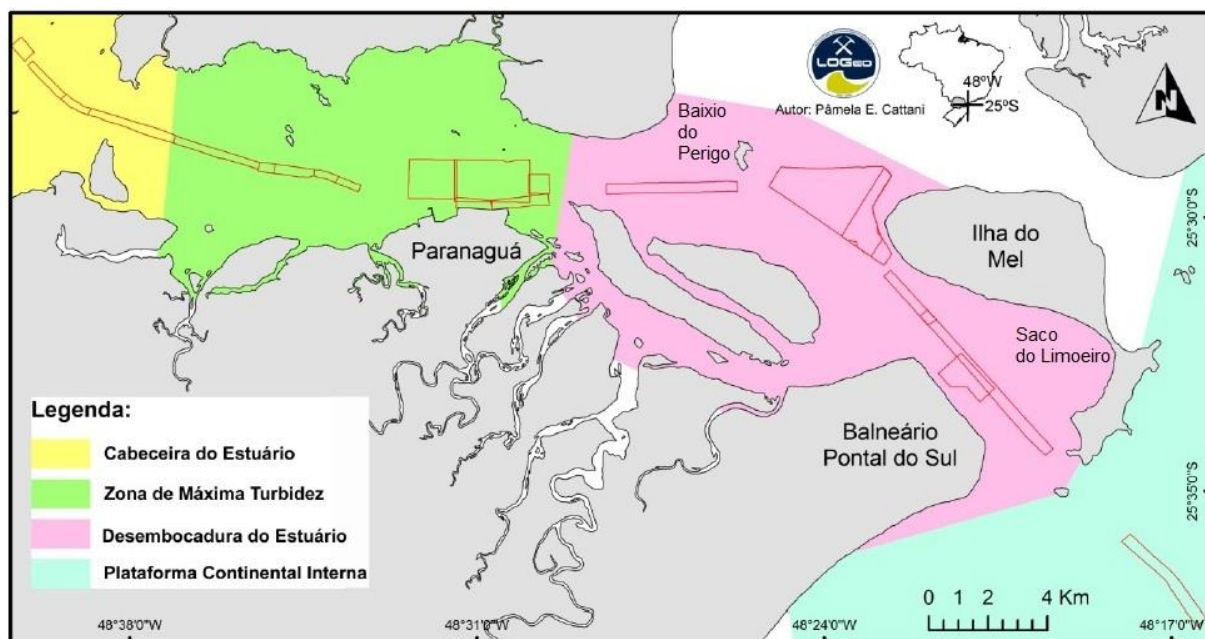 LOGeo
Autor: Pâmela E. Cattani
48°W
25°S
N
Baixio
do
Perigo
Paranaguá
Ilha do
Mel
Saco
do Limoeiro
Balneário
Pontal do Sul
25°30'0"S
25°35'0"S
Legenda:
Cabeceira do Estuário
Zona de Máxima Turbidez
Desembocadura do Estuário
Plataforma Continental Interna
0 1 2 4 Km
48°38'0"W
48°31'0"W
48°24'0"W
48°17'0"W